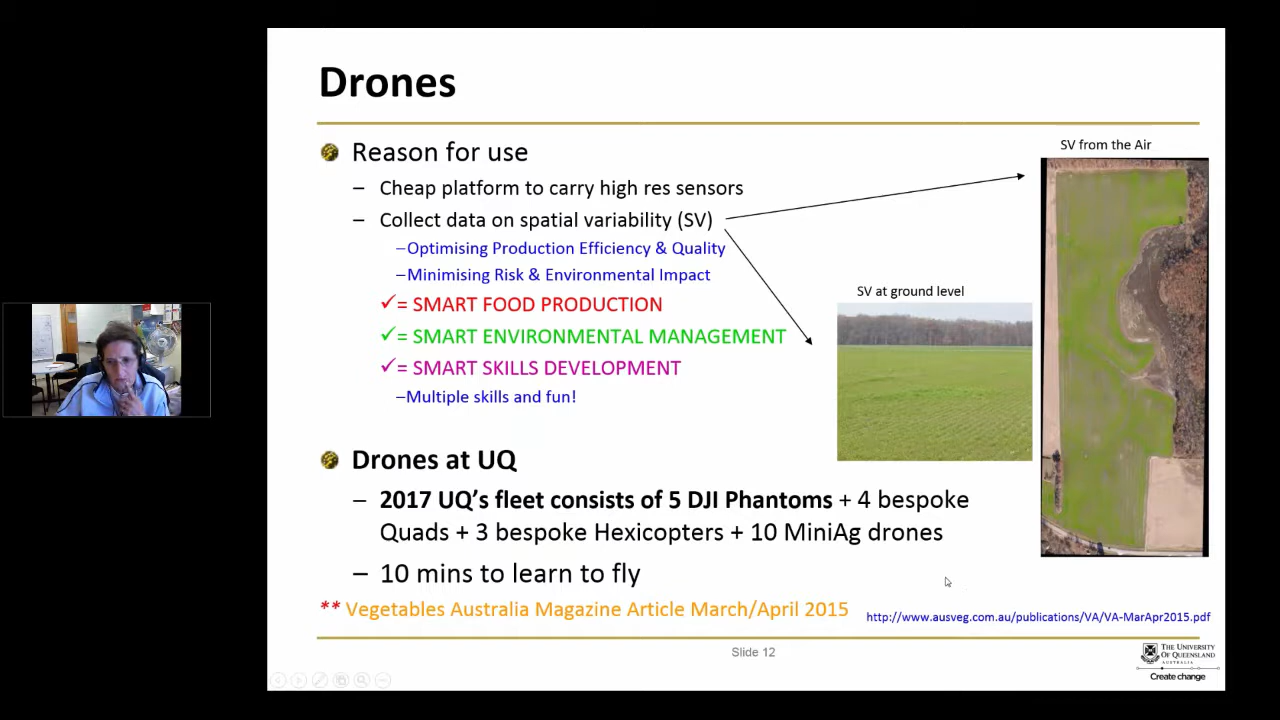 Drones
Reason for use
– Cheap platform to carry high res sensors
– Collect data on spatial variability (SV)
–Optimising Production Efficiency & Quality
–Minimising Risk & Environmental Impact
✓= SMART FOOD PRODUCTION
✓= SMART ENVIRONMENTAL MANAGEMENT
✓= SMART SKILLS DEVELOPMENT
–Multiple skills and fun!
SV from the Air
SV at ground level
Drones at UQ
– 2017 UQ’s fleet consists of 5 DJI Phantoms + 4 bespoke
Quads + 3 bespoke Hexicopters + 10 MiniAg drones
– 10 mins to learn to fly
** Vegetables Australia Magazine Article March/April 2015
http://www.ausveg.com.au/publications/VA/VA-MarApr2015.pdf
Slide 12
THE UNIVERSITY
OF QUEENSLAND
AUSTRALIA
Create change